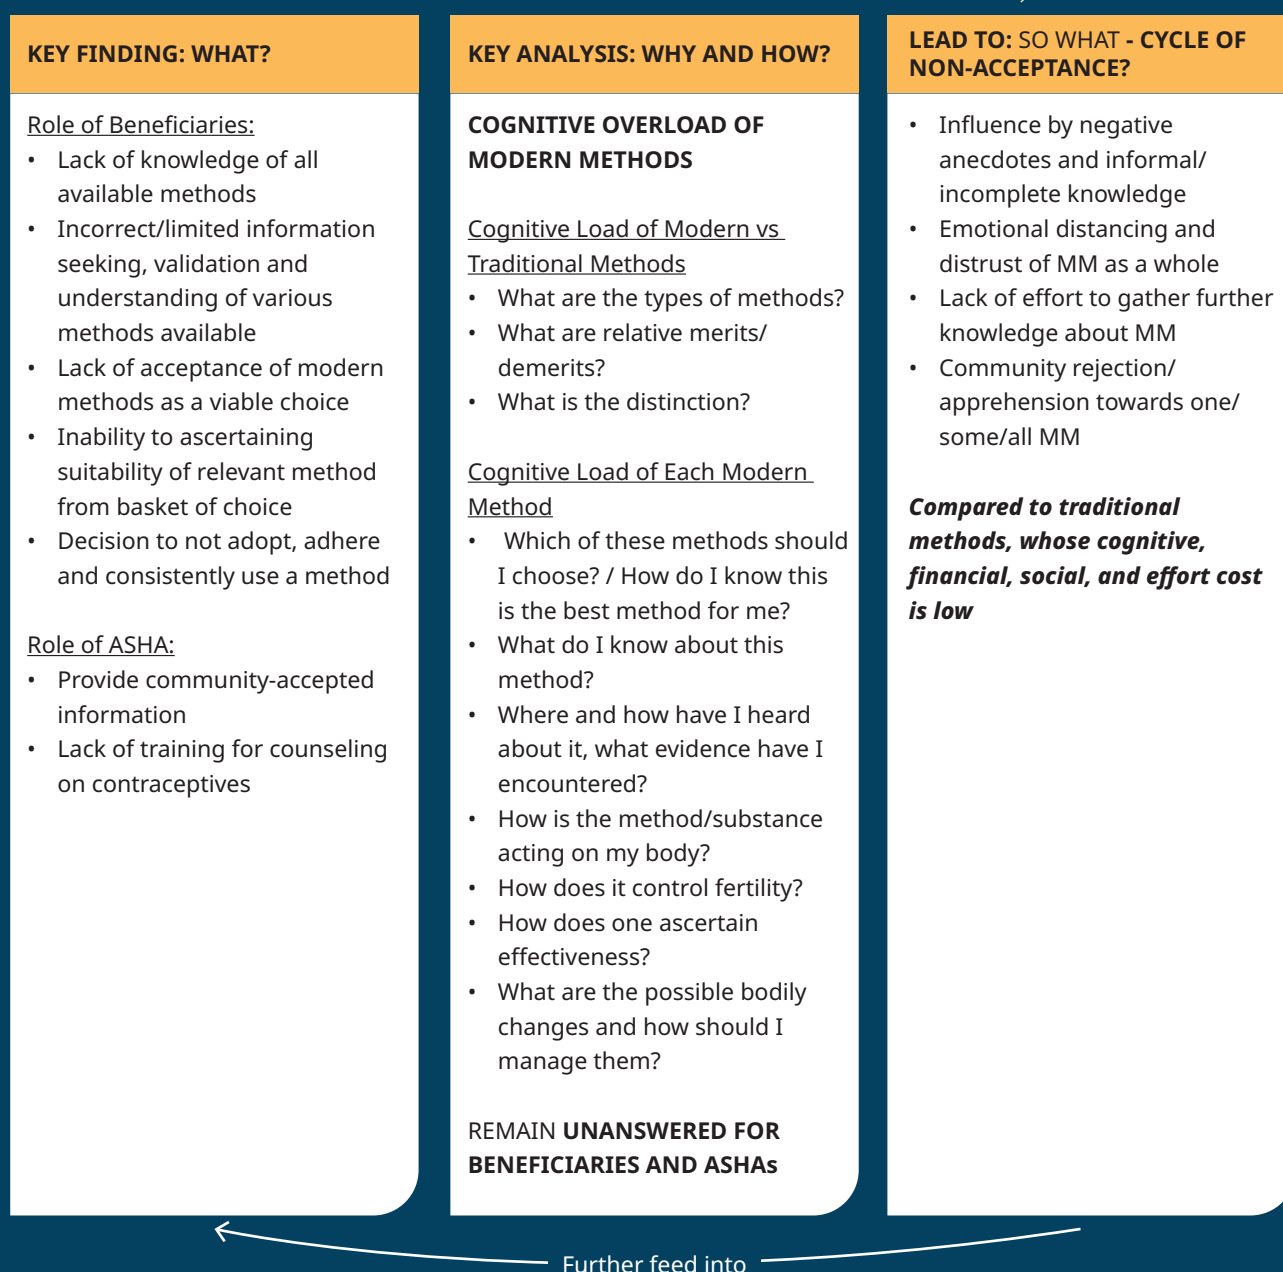 KEY FINDING: WHAT?
Role of Beneficiaries:
• Lack of knowledge of all
available methods
• Incorrect/limited information
seeking, validation and
understanding of various
methods available
• Lack of acceptance of modern
methods as a viable choice
• Inability to ascertaining
suitability of relevant method
from basket of choice
• Decision to not adopt, adhere
and consistently use a method
Role of ASHA:
• Provide community-accepted
information
• Lack of training for counseling
on contraceptives
KEY ANALYSIS: WHY AND HOW?
COGNITIVE OVERLOAD OF
MODERN METHODS
Cognitive Load of Modern vs
Traditional Methods
• What are the types of methods?
• What are relative merits/
demerits?
• What is the distinction?
Cognitive Load of Each Modern
Method
• Which of these methods should
I choose? / How do I know this
is the best method for me?
• What do I know about this
method?
• Where and how have I heard
about it, what evidence have I
encountered?
• How is the method/substance
acting on my body?
• How does it control fertility?
• How does one ascertain
effectiveness?
• What are the possible bodily
changes and how should I
manage them?
REMAIN UNANSWERED FOR
BENEFICIARIES AND ASHAs
LEAD TO: SO WHAT - CYCLE OF
NON-ACCEPTANCE?
• Influence by negative
anecdotes and informal/
incomplete knowledge
• Emotional distancing and
distrust of MM as a whole
• Lack of effort to gather further
knowledge about MM
• Community rejection/
apprehension towards one/
some/all MM
Compared to traditional
methods, whose cognitive,
financial, social, and effort cost
is low
Further feed into